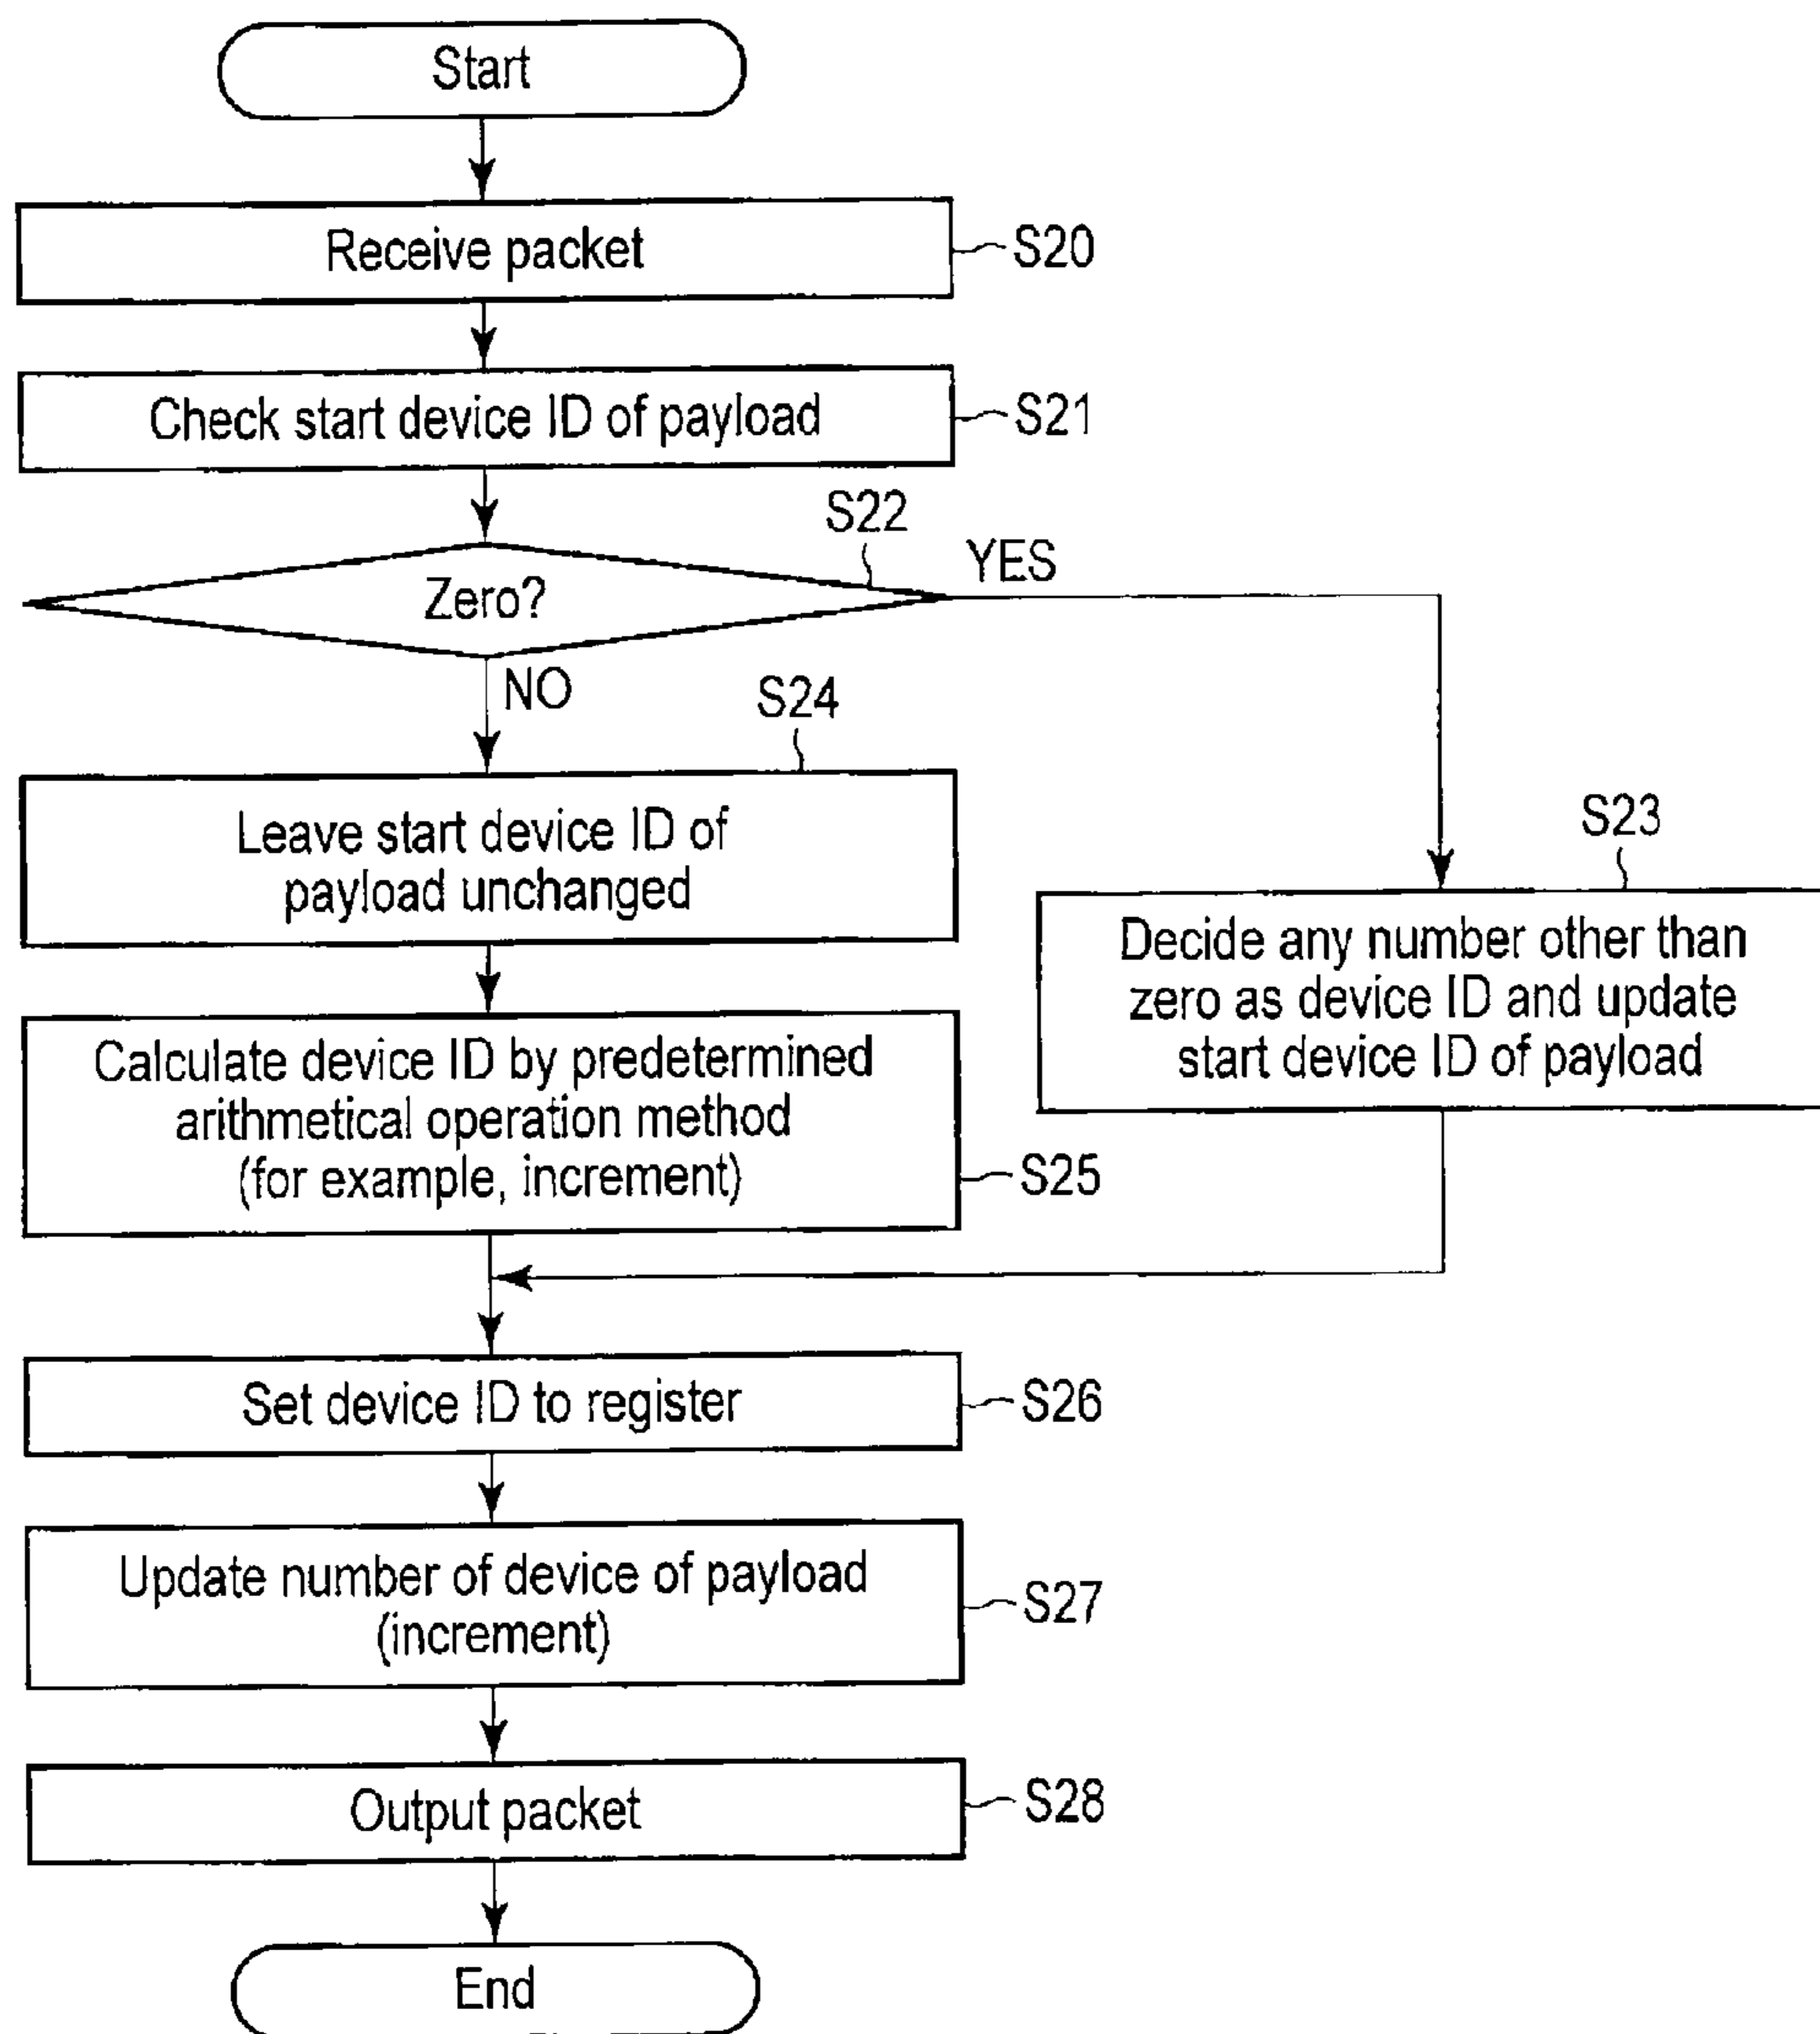 Start
Receive packet
S20
Check start device ID of payload
S21
S22
Zero?
YES
NO
S24
Leave start device ID of
payload unchanged
S23
Decide any number other than
zero as device ID and update
start device ID of payload
Calculate device ID by predetermined
arithmetical operation method
(for example, increment)
S25
Set device ID to register
S26
Update number of device of payload
(increment)
S27
Output packet
S28
End